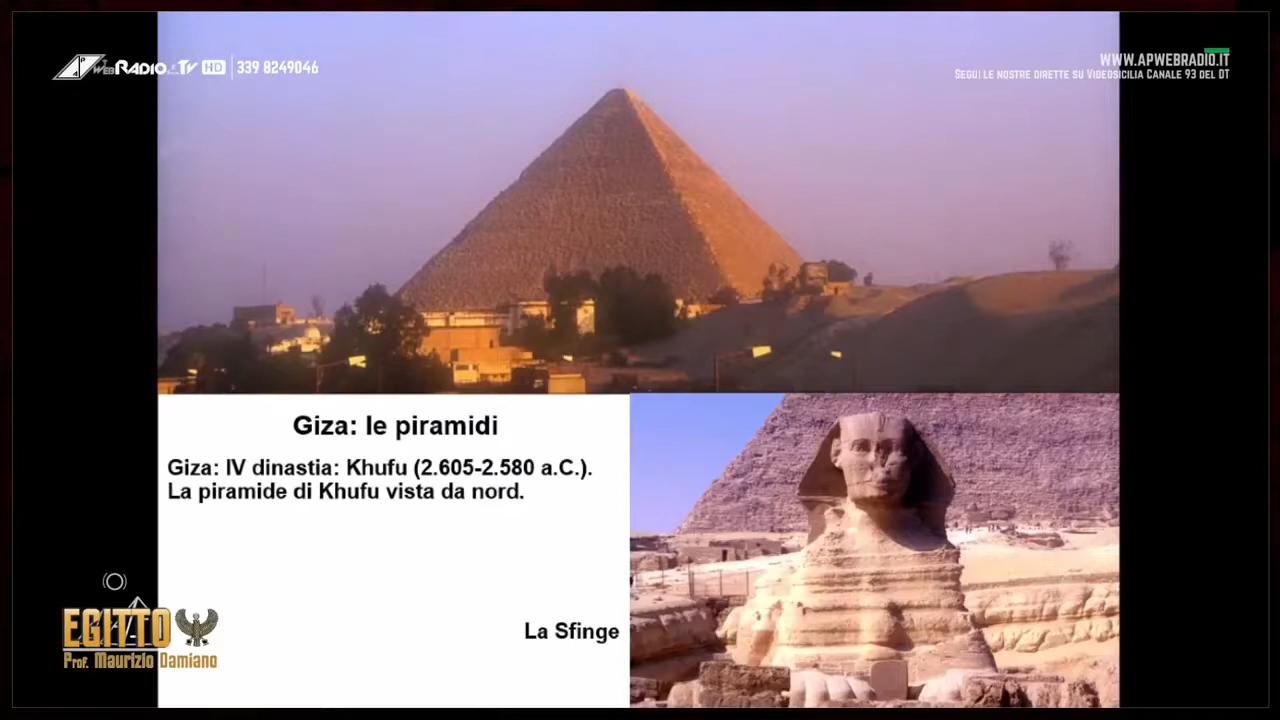 WEB RADIO TV HD 339 8249046
WWW.APWEBRADIO.IT
SEGUI LE NOSTRE DIRETTE SU VIDEOSICILIA CANALE 93 DEL DT
Giza: le piramidi
Giza: IV dinastia: Khufu (2.605-2.580 a.C.).
La piramide di Khufu vista da nord.
La Sfinge
EGITTO
Prof. Maurizio Damiano